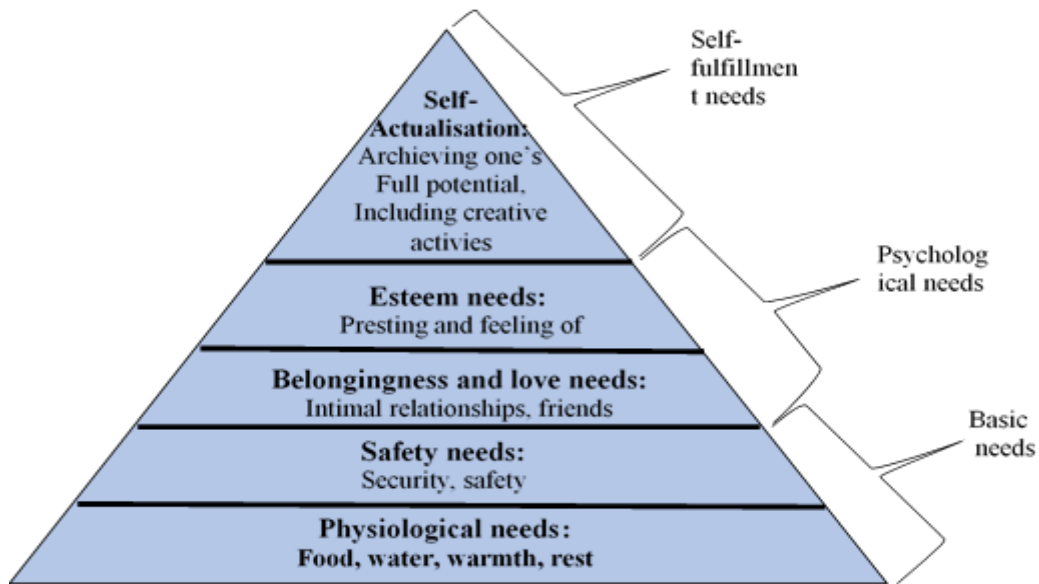 Self-
fulfillmen
t needs
Self-
Actualisation:
Archieving one`s
Full potential,
Including creative
activies
Psycholog
ical needs
Esteem needs:
Presting and feeling of
Belongingness and love needs:
Intimal relationships, friends
Basic
needs
Safety needs:
Security, safety
Physiological needs:
Food, water, warmth, rest